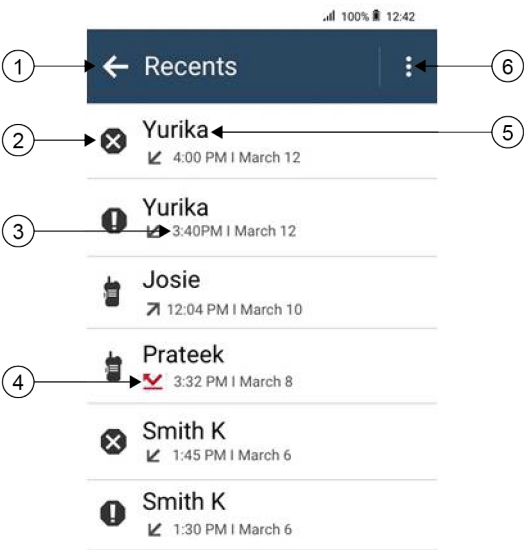 100% 12:42
1 Recents 6
2 Yurika 5
4:00 PM I March 12
Yurika
3 3:40PM I March 12
Josie
12:04 PM I March 10
Prateek
4 3:32 PM I March 8
Smith K
1:45 PM I March 6
Smith K
1:30 PM I March 6